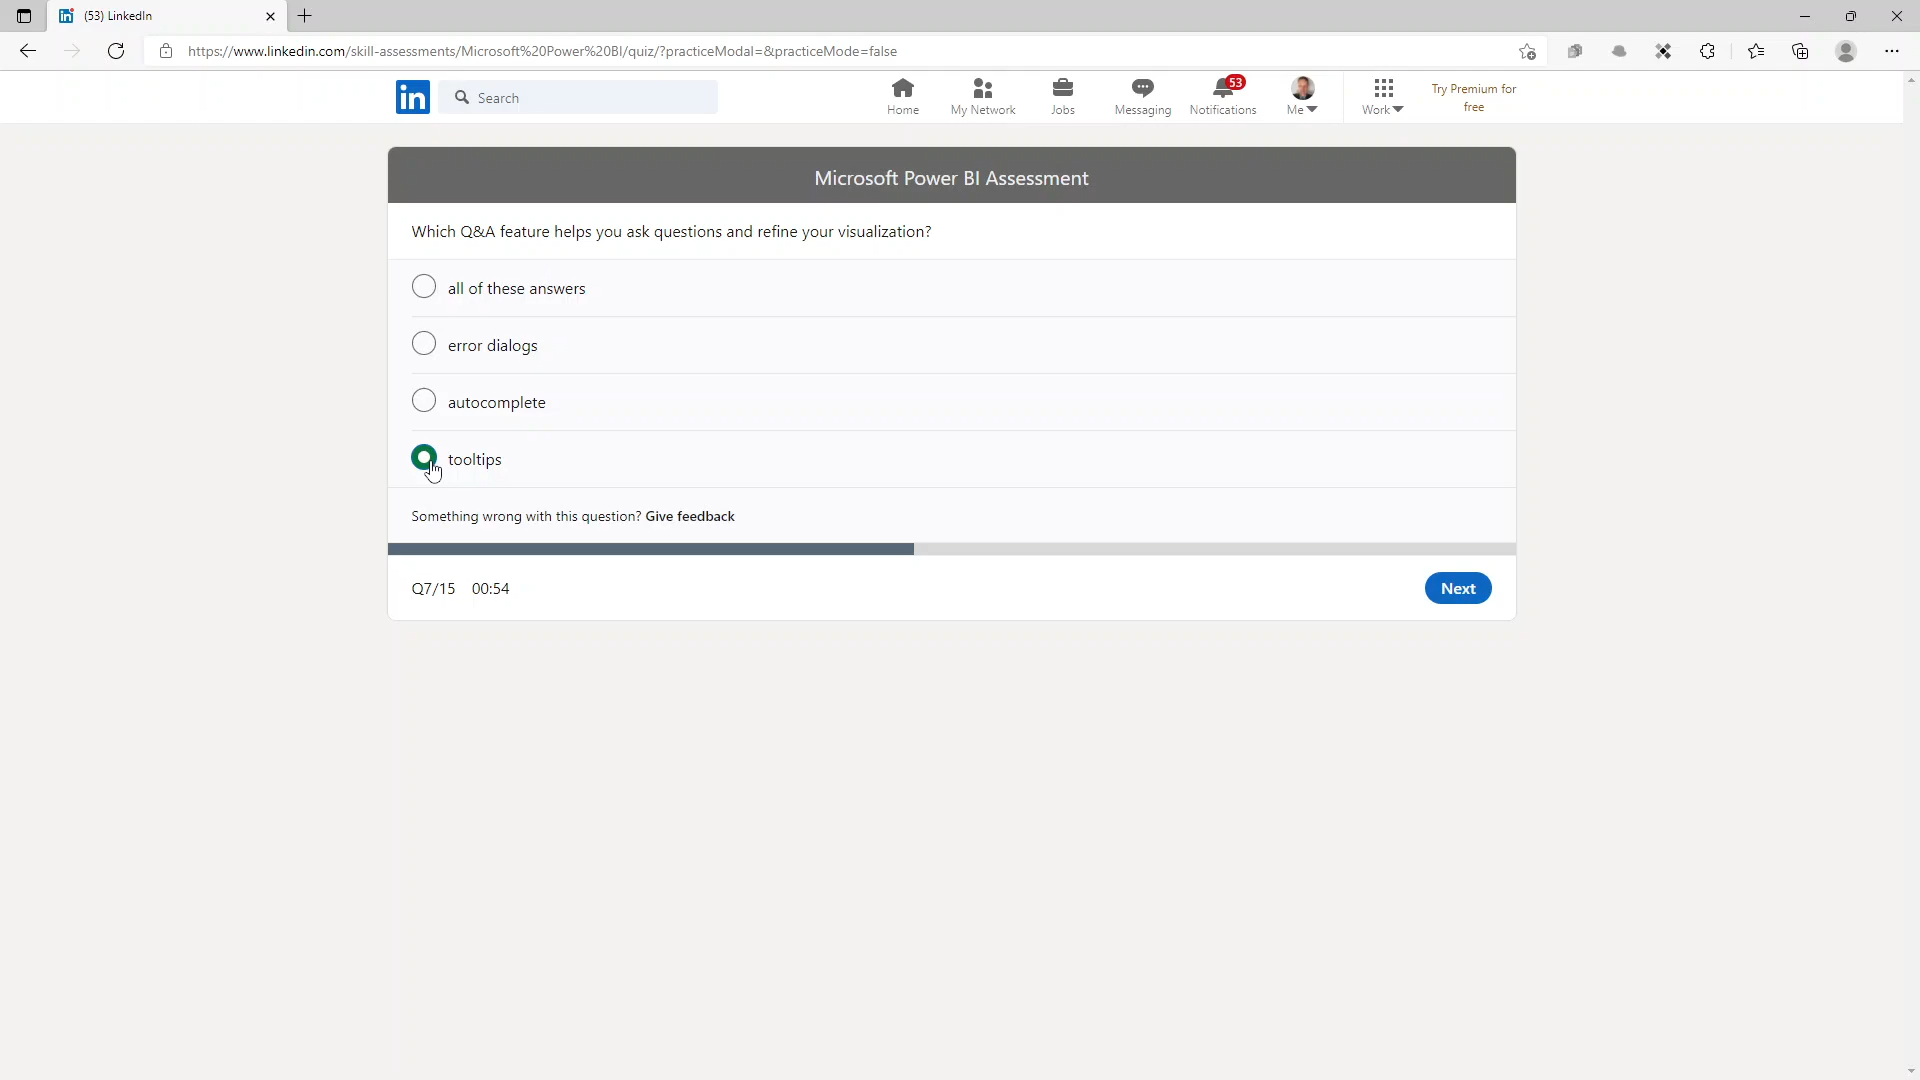 (53) LinkedIn
https://www.linkedin.com/skill-assessments/Microsoft%20Power%20BI/quiz/?practiceModal=&practiceMode=false
in
Search
Home
My Network
Jobs
Messaging
53
Notifications
Me
Work
Try Premium for
free
Microsoft Power BI Assessment
Which Q&A feature helps you ask questions and refine your visualization?
all of these answers
error dialogs
autocomplete
tooltips
Something wrong with this question? Give feedback
Q7/15 00:54
Next